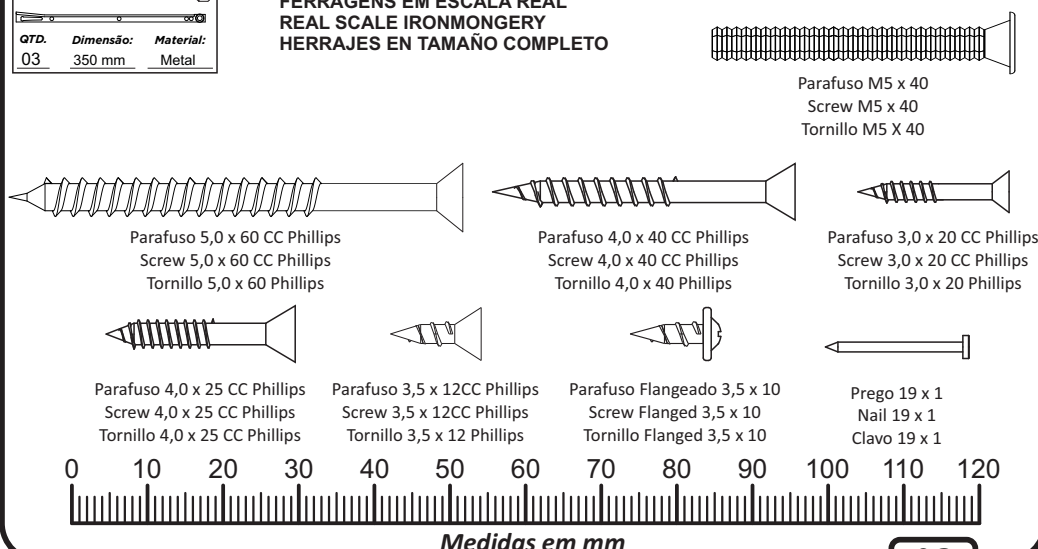 FERRAGENS EM ESCALA REAL
REAL SCALE IRONMONGERY
HERRAJES EN TAMAÑO COMPLETO
QTD. Dimensão: Material:
03 350 mm Metal
Parafuso M5 x 40
Screw M5 x 40
Tornillo M5 X 40
Parafuso 5,0 x 60 CC Phillips
Screw 5,0 x 60 CC Phillips
Tornillo 5,0 x 60 Phillips
Parafuso 4,0 x 40 CC Phillips
Screw 4,0 x 40 CC Phillips
Tornillo 4,0 x 40 Phillips
Parafuso 3,0 x 20 CC Phillips
Screw 3,0 x 20 CC Phillips
Tornillo 3,0 x 20 Phillips
Parafuso 4,0 x 25 CC Phillips
Screw 4,0 x 25 CC Phillips
Tornillo 4,0 x 25 CC Phillips
Parafuso 3,5 x 12CC Phillips
Screw 3,5 x 12CC Phillips
Tornillo 3,5 x 12 Phillips
Parafuso Flangeado 3,5 x 10
Screw Flanged 3,5 x 10
Tornillo Flanged 3,5 x 10
Prego 19 x 1
Nail 19 x 1
Clavo 19 x 1
0 10 20 30 40 50 60 70 80 90 100 110 120
Medidas em mm